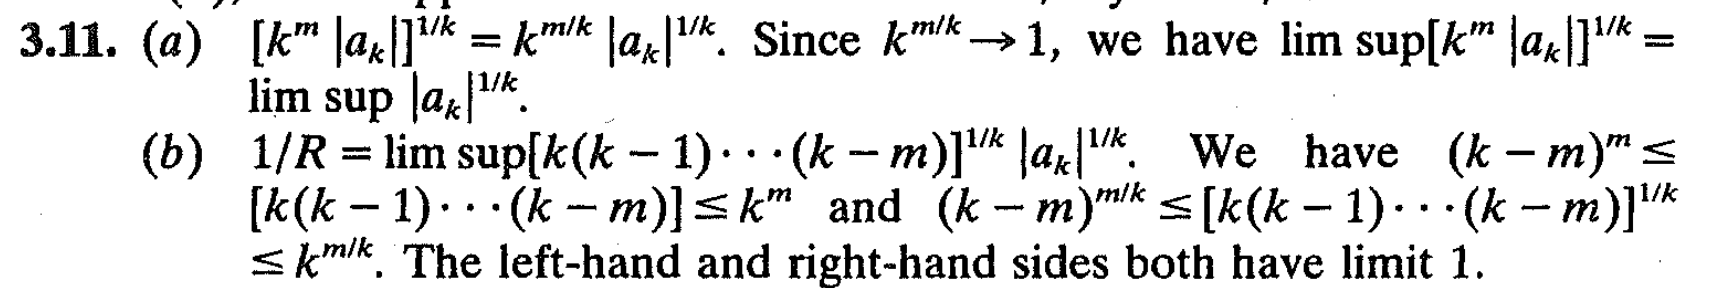 3.11. (a) [k^m |a_k|]^{1/k} = k^{m/k} |a_k|^{1/k}. Since k^{m/k} → 1, we have lim sup[k^m |a_k|]^{1/k} =
lim sup |a_k|^{1/k}.
(b) 1/R = lim sup[k(k − 1)···(k − m)]^{1/k} |a_k|^{1/k}. We have (k − m)^m ≤
[k(k − 1)···(k − m)] ≤ k^m and (k − m)^{m/k} ≤ [k(k − 1)···(k − m)]^{1/k}
≤ k^{m/k}. The left-hand and right-hand sides both have limit 1.